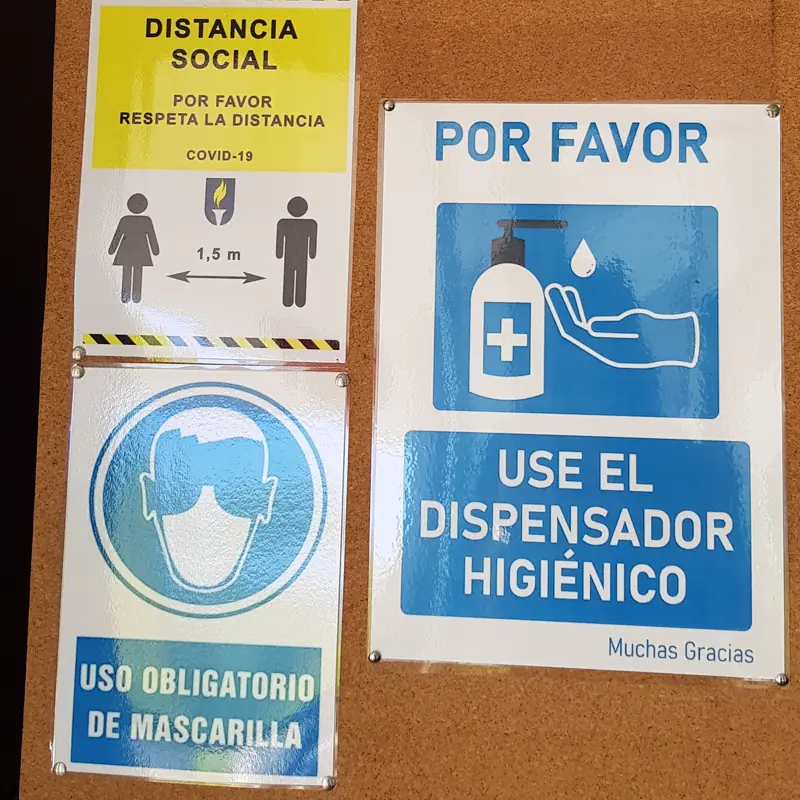 DISTANCIA
SOCIAL
POR FAVOR
RESPETA LA DISTANCIA
COVID-19
1,5 m
USO OBLIGATORIO
DE MASCARILLA
POR FAVOR
USE EL
DISPENSADOR
HIGIÉNICO
Muchas Gracias